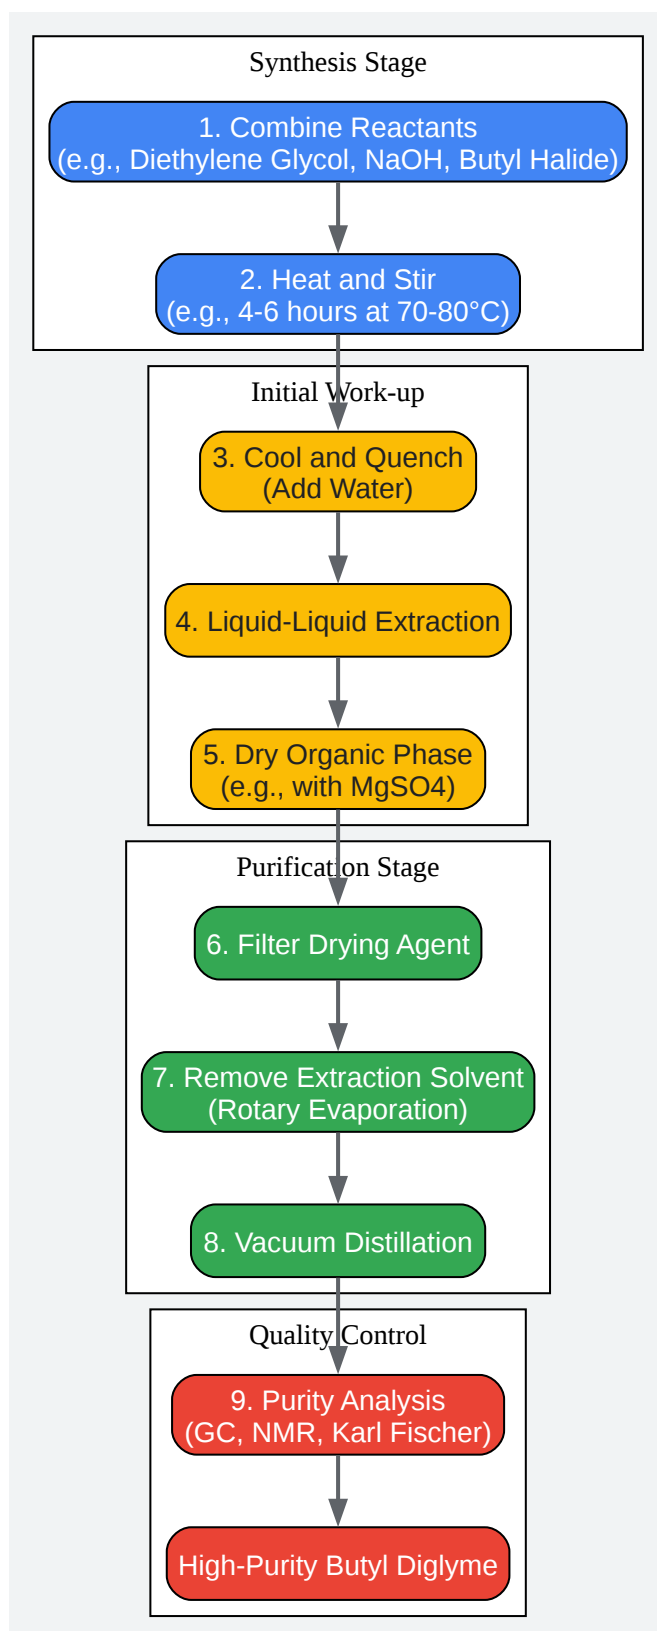 Synthesis Stage
1. Combine Reactants
(e.g., Diethylene Glycol, NaOH, Butyl Halide)
2. Heat and Stir
(e.g., 4-6 hours at 70-80°C)
Initial Work-up
3. Cool and Quench
(Add Water)
4. Liquid-Liquid Extraction
5. Dry Organic Phase
(e.g., with MgSO4)
Purification Stage
6. Filter Drying Agent
7. Remove Extraction Solvent
(Rotary Evaporation)
8. Vacuum Distillation
Quality Control
9. Purity Analysis
(GC, NMR, Karl Fischer)
High-Purity Butyl Diglyme